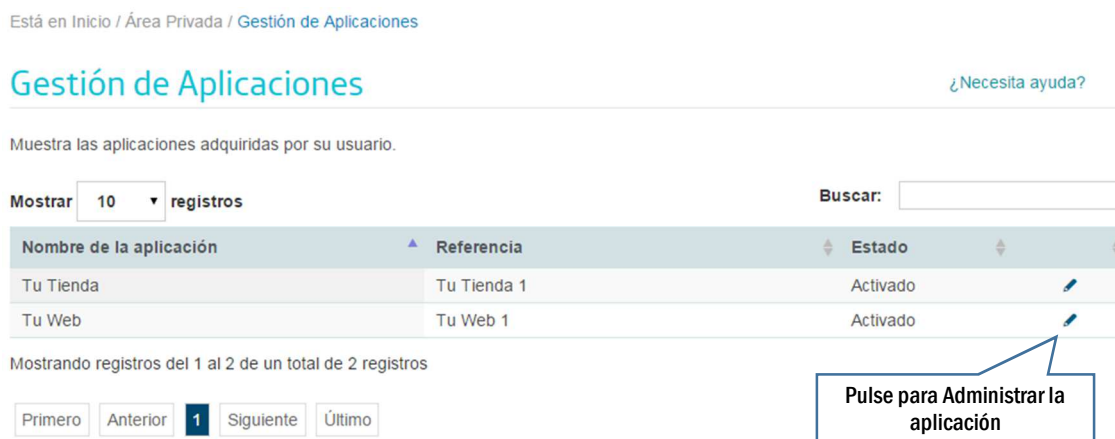 Está en Inicio / Área Privada / Gestión de Aplicaciones
Gestión de Aplicaciones
¿Necesita ayuda?
Muestra las aplicaciones adquiridas por su usuario.
Mostrar 10 registros
Buscar:
Nombre de la aplicación Referencia Estado
Tu Tienda Tu Tienda 1 Activado
Tu Web Tu Web 1 Activado
Mostrando registros del 1 al 2 de un total de 2 registros
Primero Anterior 1 Siguiente Último
Pulse para Administrar la
aplicación